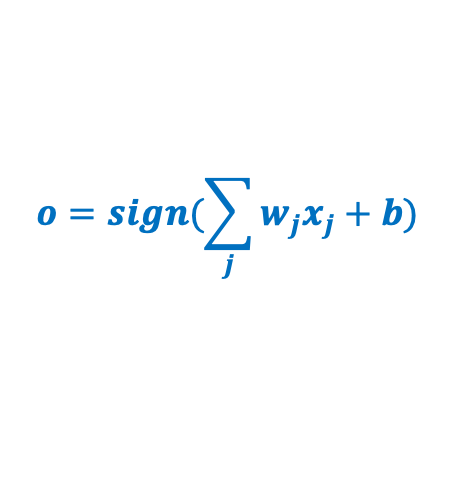 o = sign(∑_j w_j x_j + b)